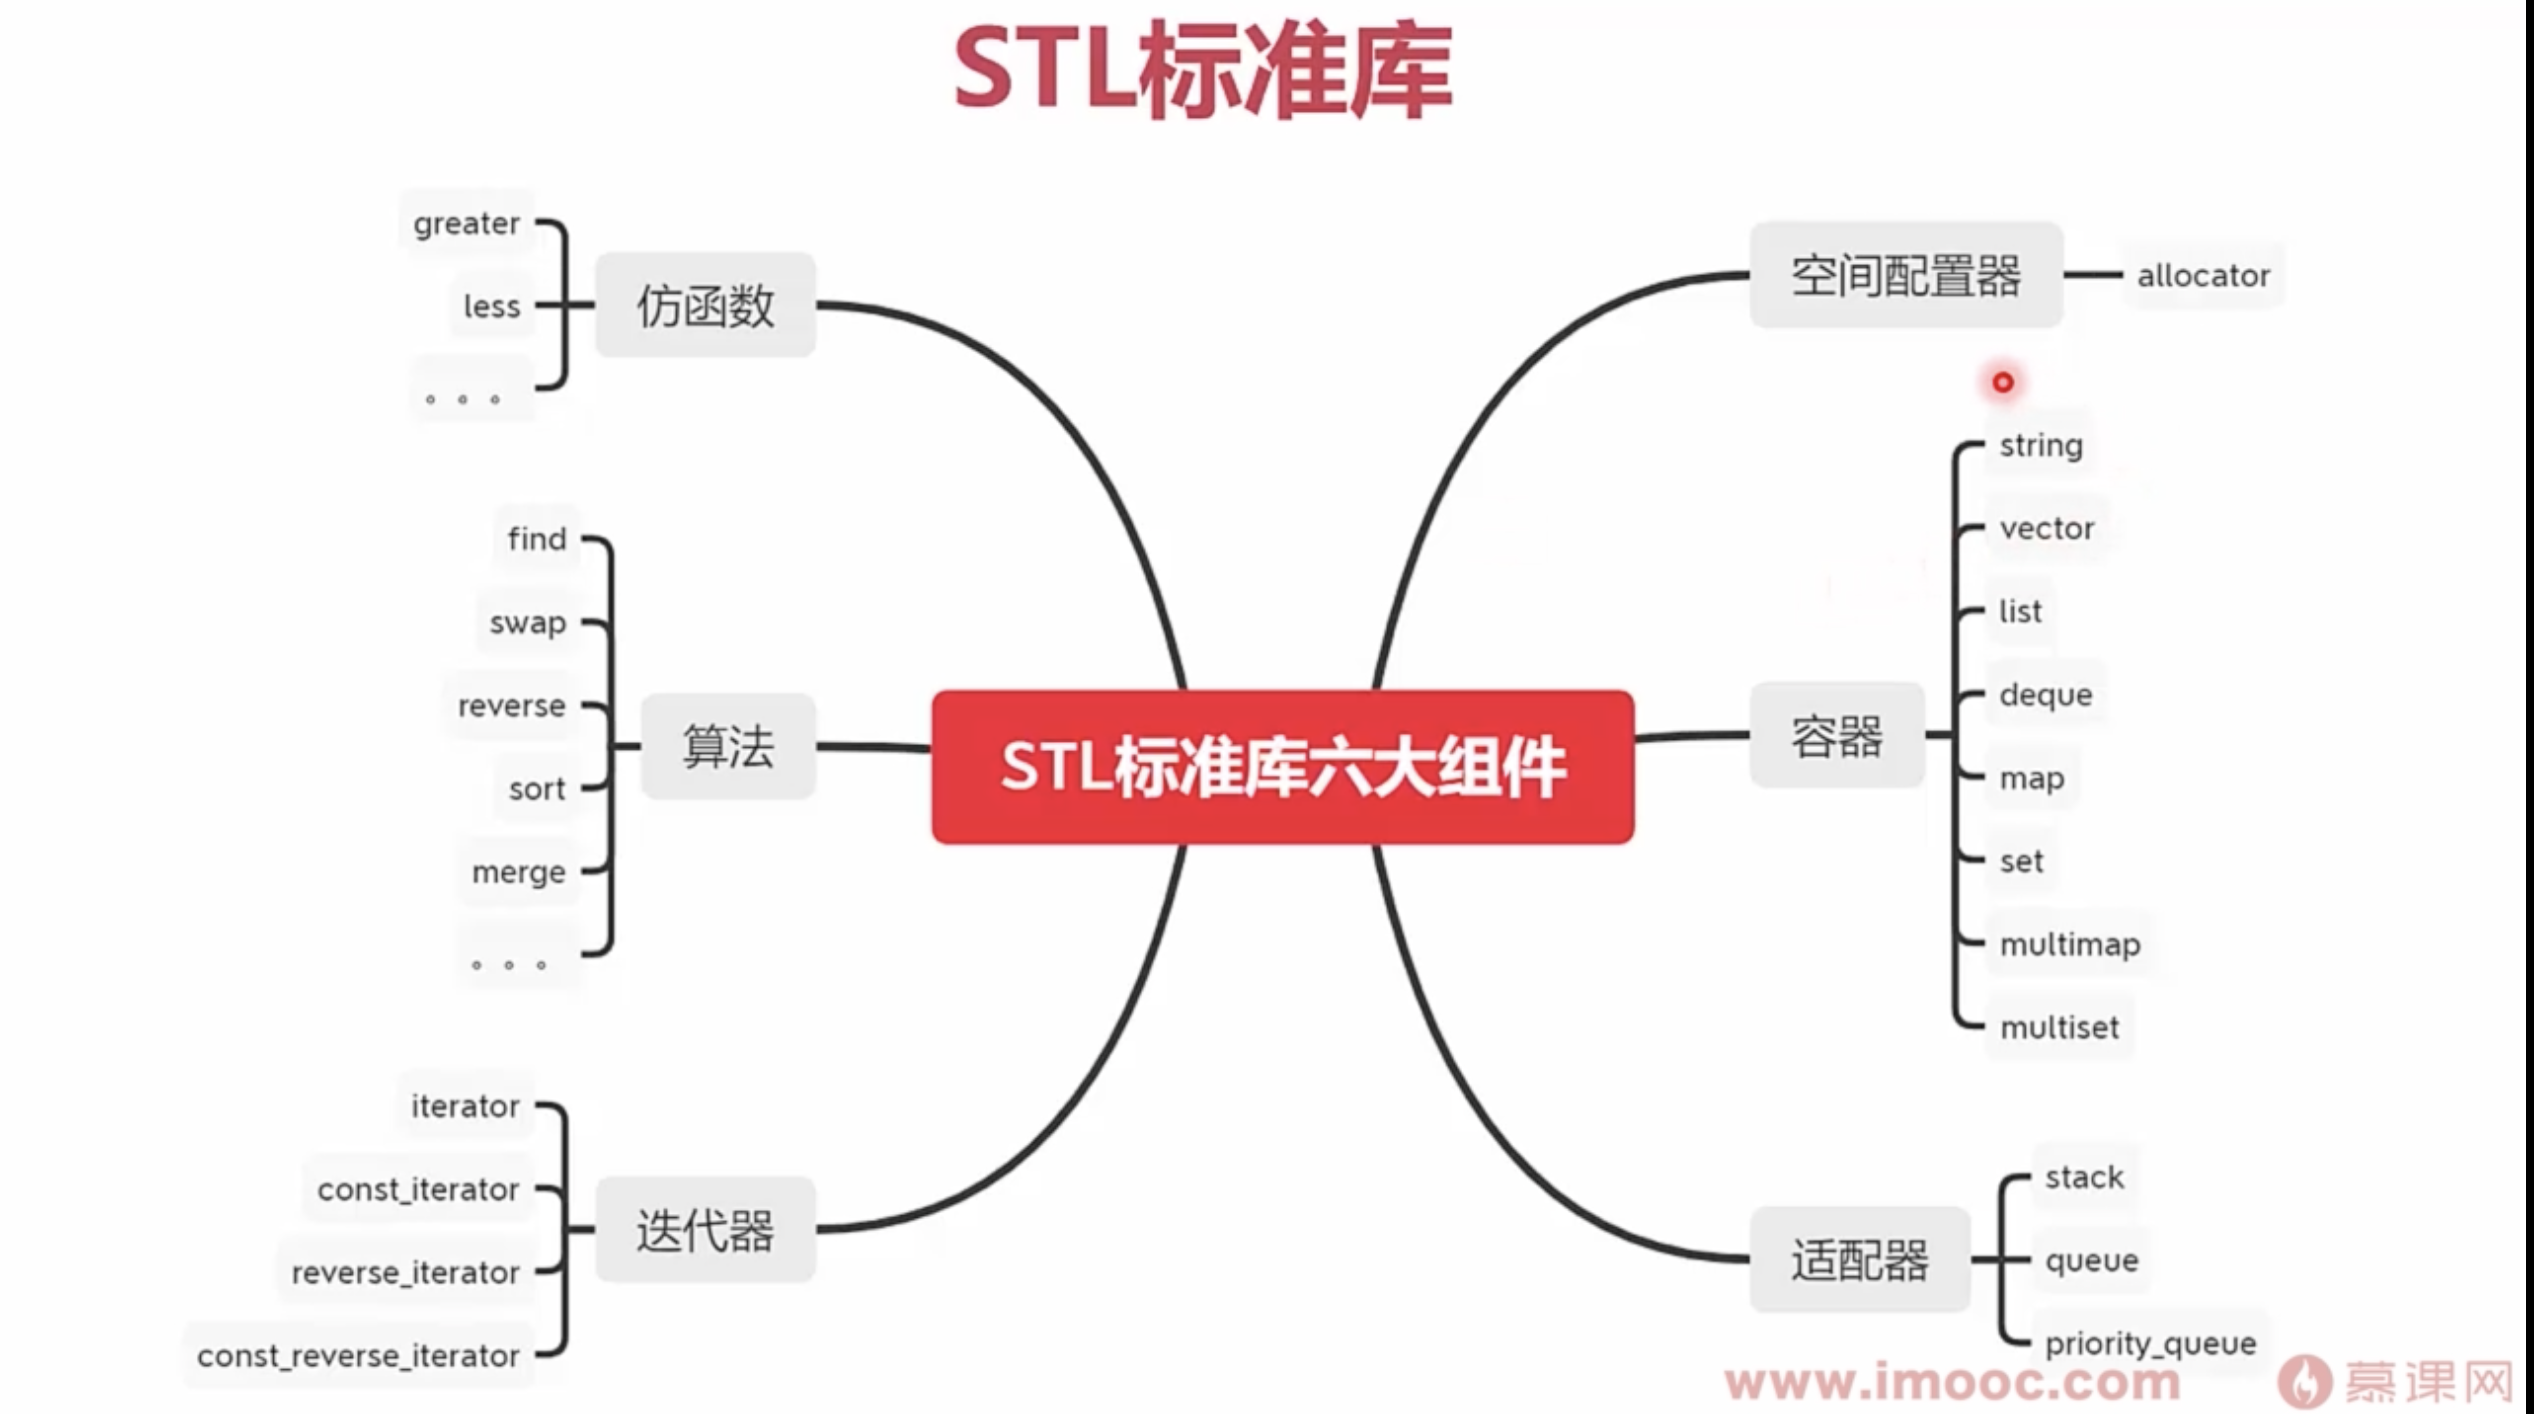 STL标准库
greater
less
。。。
仿函数
find
swap
reverse
sort
merge
。。。
算法
iterator
const_iterator
reverse_iterator
const_reverse_iterator
迭代器
STL标准库六大组件
空间配置器
allocator
容器
string
vector
list
deque
map
set
multimap
multiset
适配器
stack
queue
priority_queue
www.imooc.com
慕课网